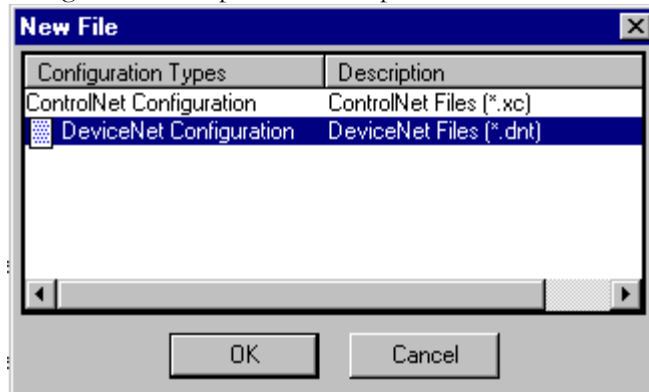 New File
Configuration Types Description
ControlNet Configuration ControlNet Files (*.xc)
DeviceNet Configuration DeviceNet Files (*.dnt)
OK Cancel